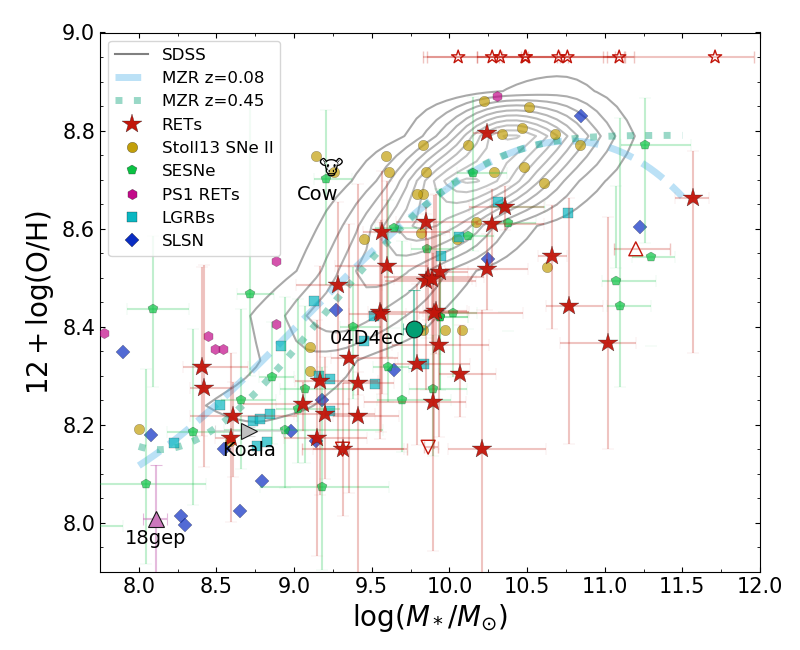 9.0
8.8
8.6
8.4
8.2
8.0
12 + log(O/H)
SDSS
MZR z=0.08
MZR z=0.45
RETs
Stoll13 SNe II
SESNe
PS1 RETs
LGRBs
SLSN
Cow
04D4ec
Koala
18gep
8.0 8.5 9.0 9.5 10.0 10.5 11.0 11.5 12.0
log(M∗/M⊙)